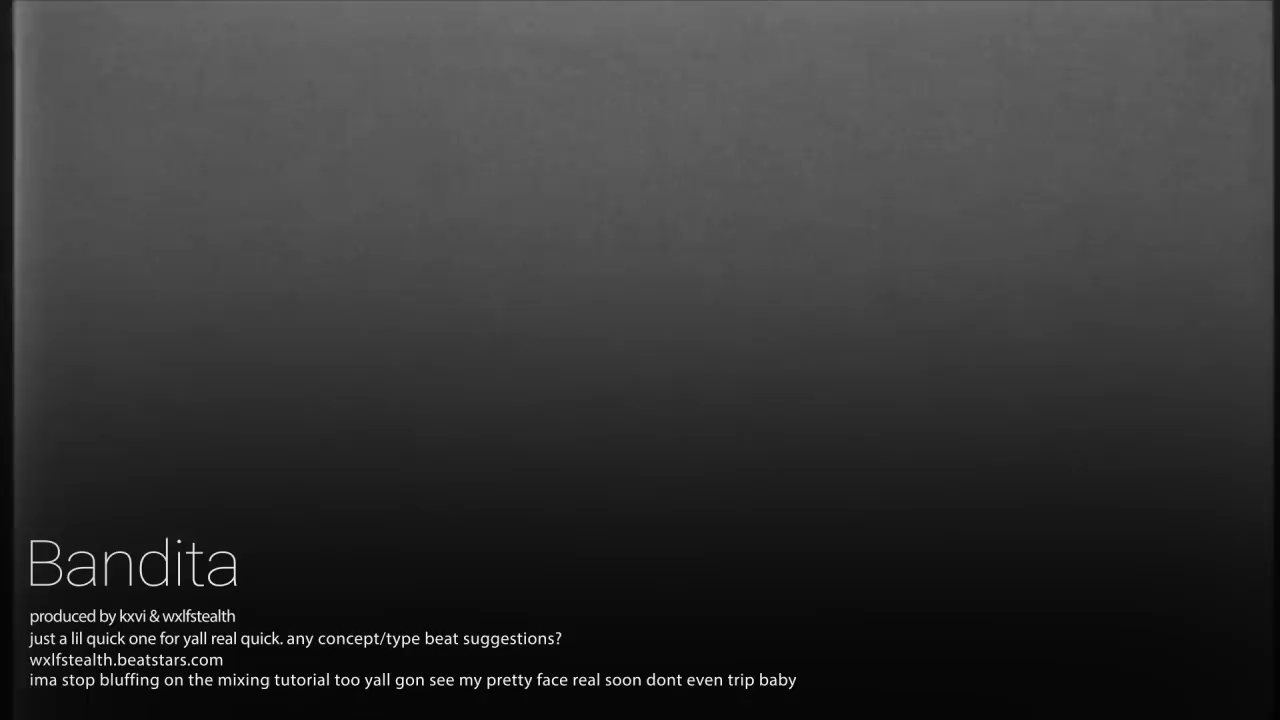 Bandita
produced by kxvi & wxlfstealth
just a lil quick one for yall real quick. any concept/type beat suggestions?
wxlfstealth.beatstars.com
ima stop bluffing on the mixing tutorial too yall gon see my pretty face real soon dont even trip baby